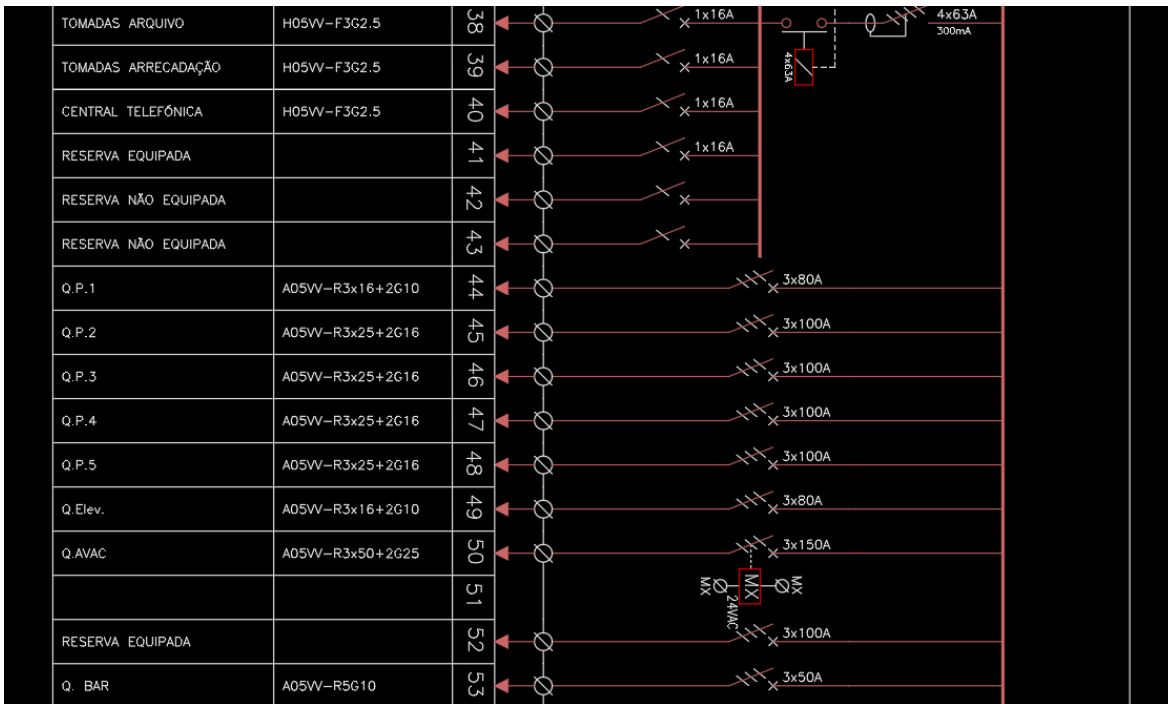 TOMADAS ARQUIVO H05VV-F3G2.5 38 1x16A 4x63A
300mA
4x63A
TOMADAS ARRECADAÇÃO H05VV-F3G2.5 39 1x16A
CENTRAL TELEFÓNICA H05VV-F3G2.5 40 1x16A
RESERVA EQUIPADA 41 1x16A
RESERVA NÃO EQUIPADA 42
RESERVA NÃO EQUIPADA 43
Q.P.1 A05VV-R3x16+2G10 44 3x80A
Q.P.2 A05VV-R3x25+2G16 45 3x100A
Q.P.3 A05VV-R3x25+2G16 46 3x100A
Q.P.4 A05VV-R3x25+2G16 47 3x100A
Q.P.5 A05VV-R3x25+2G16 48 3x100A
Q.Elev. A05VV-R3x16+2G10 49 3x80A
Q.AVAC A05VV-R3x50+2G25 50 3x150A
51 MX MX MX
24VAC
RESERVA EQUIPADA 52 3x100A
Q. BAR A05VV-R5G10 53 3x50A